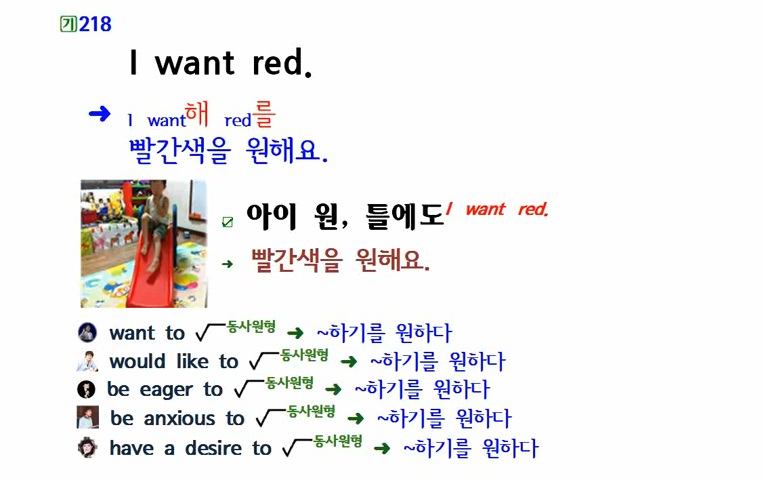 기218
I want red.
➜ I want해 red를
빨간색을 원해요.
☑ 아이 원, 틀에도 I want red.
→ 빨간색을 원해요.
want to √동사원형 ➜ ~하기를 원하다
would like to √동사원형 ➜ ~하기를 원하다
be eager to √동사원형 ➜ ~하기를 원하다
be anxious to √동사원형 ➜ ~하기를 원하다
have a desire to √동사원형 ➜ ~하기를 원하다